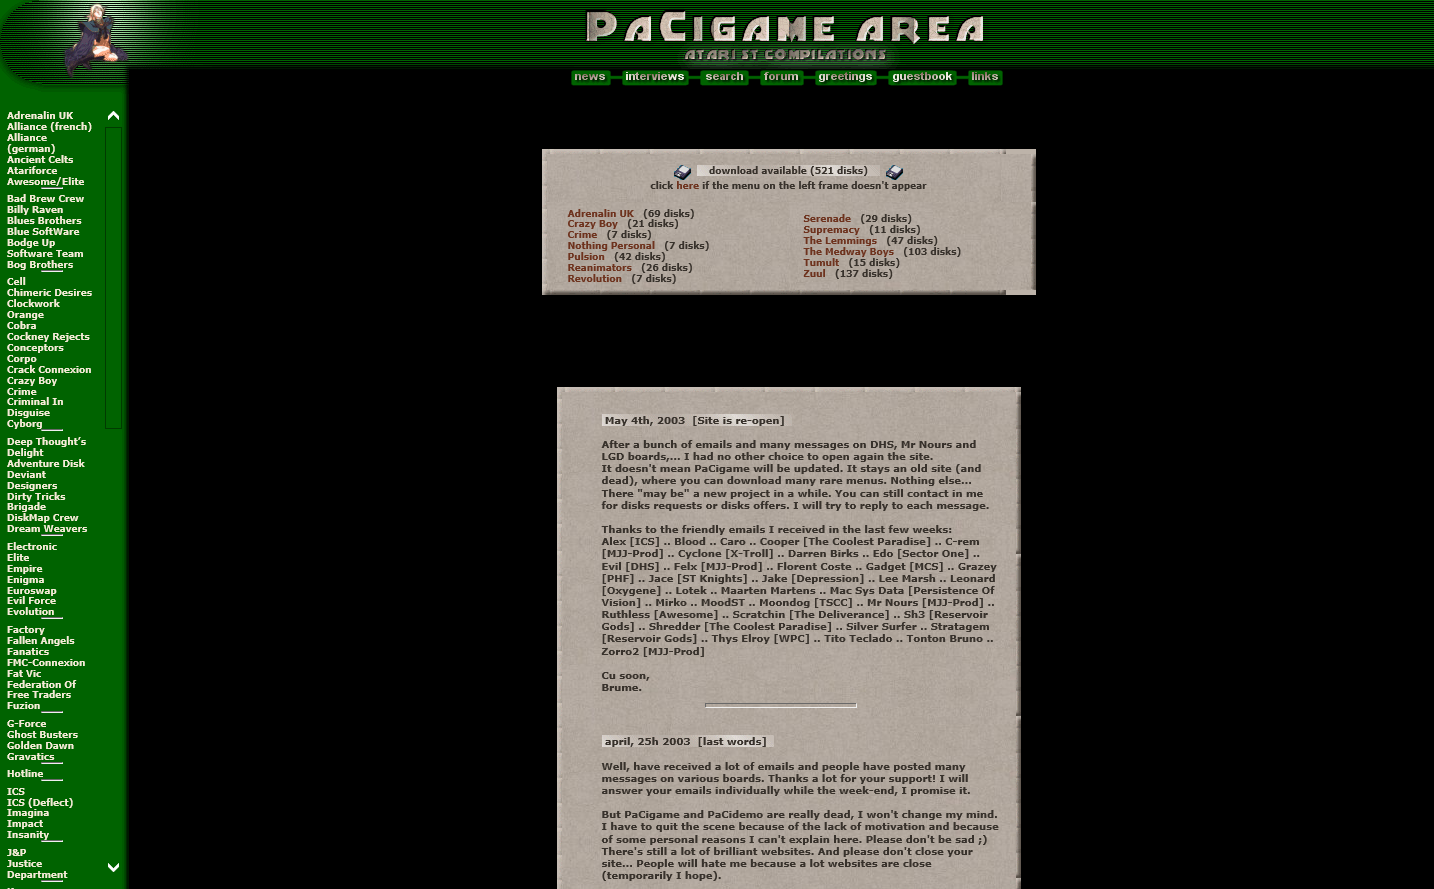 PaCigame area
Atari ST Compilations
news interviews search forum greetings guestbook links
Adrenalin UK
Alliance (french)
Alliance
(german)
Ancient Celts
Atariforce
Awesome/Elite
Bad Brew Crew
Billy Raven
Blues Brothers
Blue SoftWare
Bodge Up
Software Team
Bog Brothers
Cell
Chimeric Desires
Clockwork
Orange
Cobra
Cockney Rejects
Conceptors
Corpo
Crack Connexion
Crazy Boy
Crime
Criminal In
Disguise
Cyborg
Deep Thought's
Delight
Adventure Disk
Deviant
Designers
Dirty Tricks
Brigade
DiskMap Crew
Dream Weavers
Electronic
Elite
Empire
Enigma
Euroswap
Evil Force
Evolution
Factory
Fallen Angels
Fanatics
FMC-Connexion
Fat Vic
Federation Of
Free Traders
Fuzion
G-Force
Ghost Busters
Golden Dawn
Gravatics
Hotline
ICS
ICS (Deflect)
Imagina
Impact
Insanity
J&P
Justice
Department
download available (521 disks)
click here if the menu on the left frame doesn't appear
Adrenalin UK (69 disks)
Crazy Boy (21 disks)
Crime (7 disks)
Nothing Personal (7 disks)
Pulsion (42 disks)
Reanimators (26 disks)
Revolution (7 disks)
Serenade (29 disks)
Supremacy (11 disks)
The Lemmings (47 disks)
The Medway Boys (103 disks)
Tumult (15 disks)
Zuul (137 disks)
May 4th, 2003 [Site is re-open]
After a bunch of emails and many messages on DHS, Mr Nours and
LGD boards,... I had no other choice to open again the site.
It doesn't mean PaCigame will be updated. It stays an old site (and
dead), where you can download many rare menus. Nothing else...
There "may be" a new project in a while. You can still contact in me
for disks requests or disks offers. I will try to reply to each message.
Thanks to the friendly emails I received in the last few weeks:
Alex [ICS] .. Blood .. Caro .. Cooper [The Coolest Paradise] .. C-rem
[MJJ-Prod] .. Cyclone [X-Troll] .. Darren Birks .. Edo [Sector One] ..
Evil [DHS] .. Felx [MJJ-Prod] .. Florent Coste .. Gadget [MCS] .. Grazey
[PHF] .. Jace [ST Knights] .. Jake [Depression] .. Lee Marsh .. Leonard
[Oxygene] .. Lotek .. Maarten Martens .. Mac Sys Data [Persistence Of
Vision] .. Mirko .. MoodST .. Moondog [TSCC] .. Mr Nours [MJJ-Prod] ..
Ruthless [Awesome] .. Scratchin [The Deliverance] .. Sh3 [Reservoir
Gods] .. Shredder [The Coolest Paradise] .. Silver Surfer .. Stratagem
[Reservoir Gods] .. Thys Elroy [WPC] .. Tito Teclado .. Tonton Bruno ..
Zorro2 [MJJ-Prod]
Cu soon,
Brume.
april, 25h 2003 [last words]
Well, have received a lot of emails and people have posted many
messages on various boards. Thanks a lot for your support! I will
answer your emails individually while the week-end, I promise it.
But PaCigame and PaCidemo are really dead, I won't change my mind.
I have to quit the scene because of the lack of motivation and because
of some personal reasons I can't explain here. Please don't be sad ;)
There's still a lot of brilliant websites. And please don't close your
site... People will hate me because a lot websites are close
(temporarily I hope).